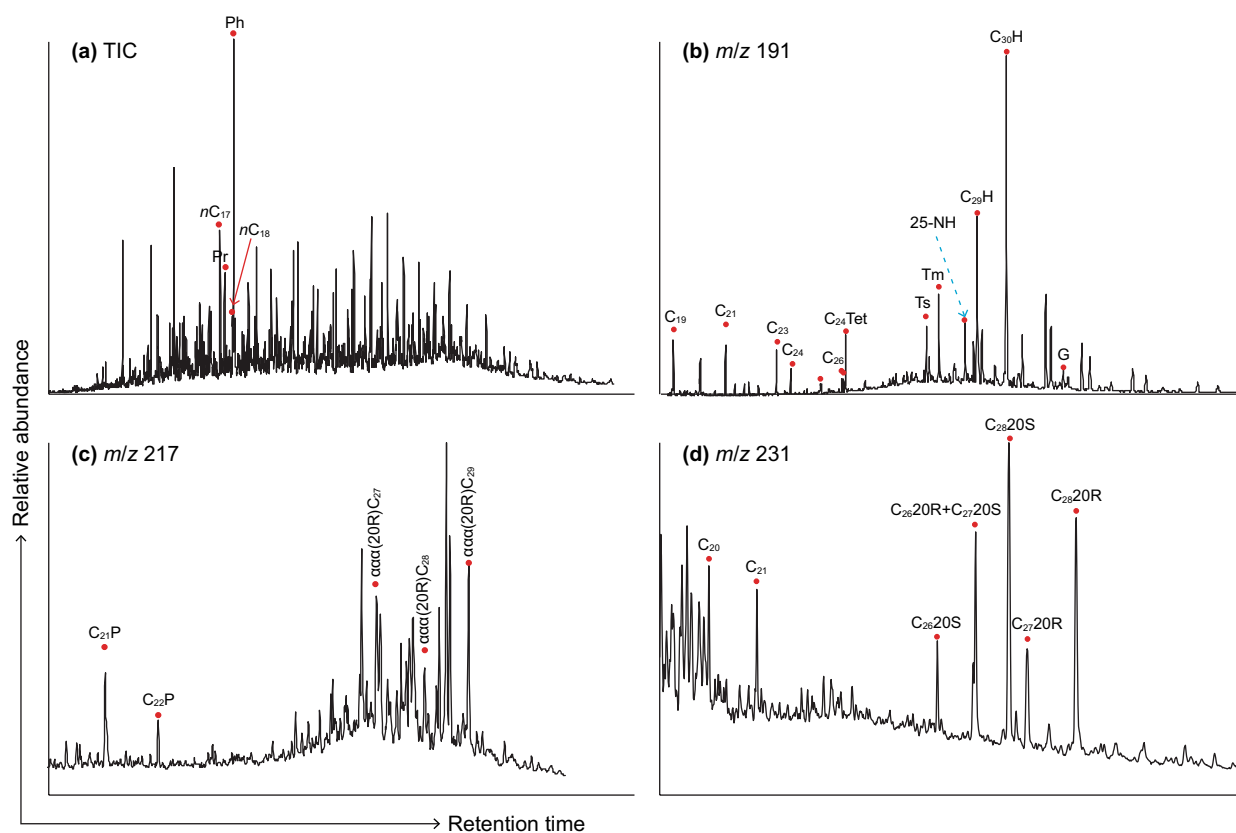 (a) TIC
Ph
nC₁₇
nC₁₈
Pr
(b) m/z 191
C₃₀H
C₂₉H
25-NH
Tm
Ts
C₁₉
C₂₁
C₂₃
C₂₄
C₂₆
C₂₄Tet
G
(c) m/z 217
C₂₁P
C₂₂P
ααα(20R)C₂₇
ααα(20R)C₂₈
ααα(20R)C₂₉
(d) m/z 231
C₂₈20S
C₂₆20R+C₂₇20S
C₂₈20R
C₂₀
C₂₁
C₂₆20S
C₂₇20R
Relative abundance
Retention time